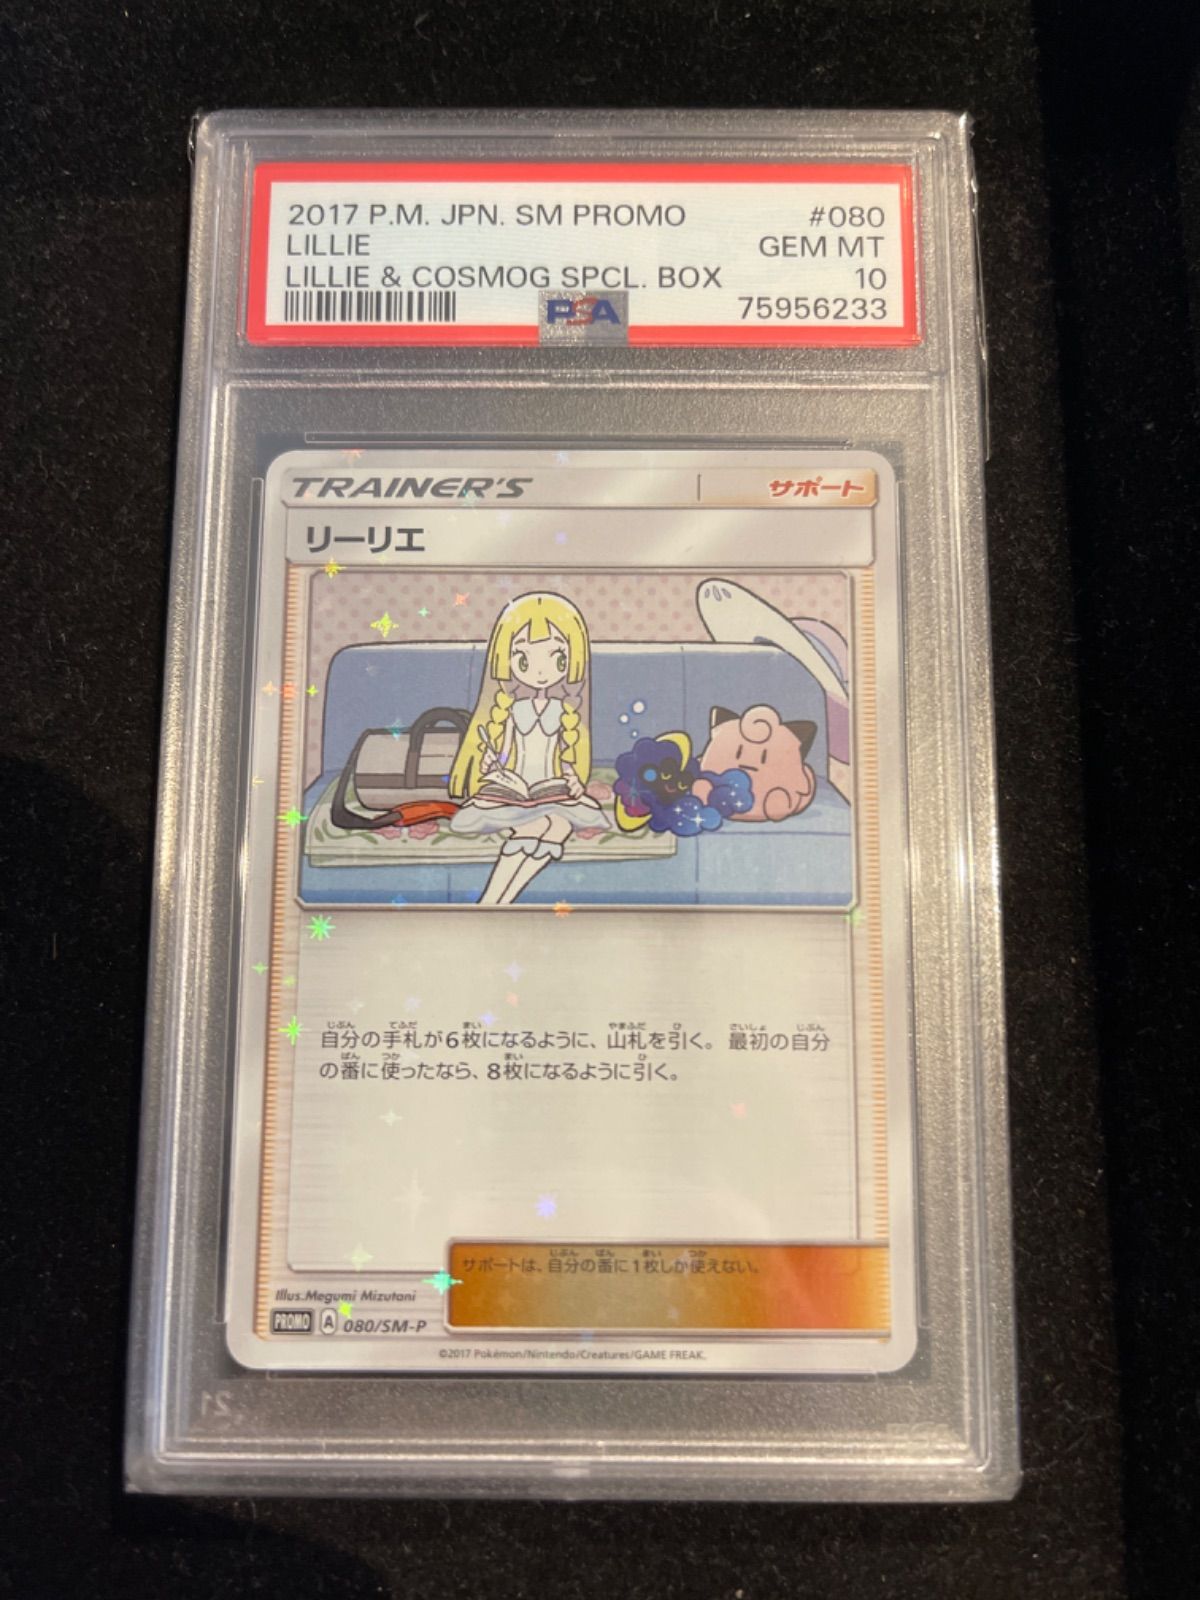 2017 P.M. JPN. SM PROMO #080
LILLIE GEM MT
LILLIE & COSMOG SPCL. BOX 10
PSA 75956233
TRAINER'S サポート
リーリエ
自分の手札が6枚になるように、山札を引く。最初の自分
の番に使ったなら、8枚になるように引く。
サポートは、自分の番に1枚しか使えない。
Illus.Megumi Mizutani
PROMO A 080/SM-P
©2017 Pokémon/Nintendo/Creatures/GAME FREAK.